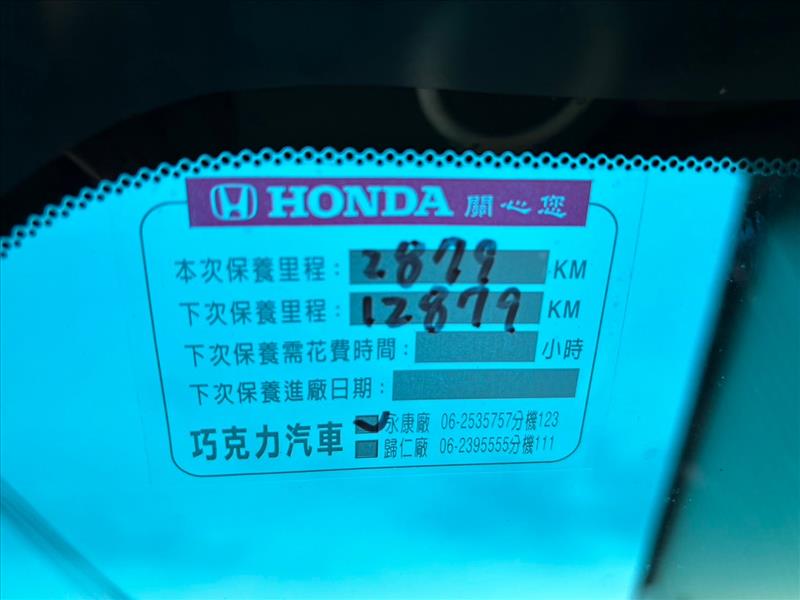 HONDA 關心您
本次保養里程：2879 KM
下次保養里程：12879 KM
下次保養需花費時間： 小時
下次保養進廠日期：
巧克力汽車
永康廠 06-2535757分機123
歸仁廠 06-2395555分機111